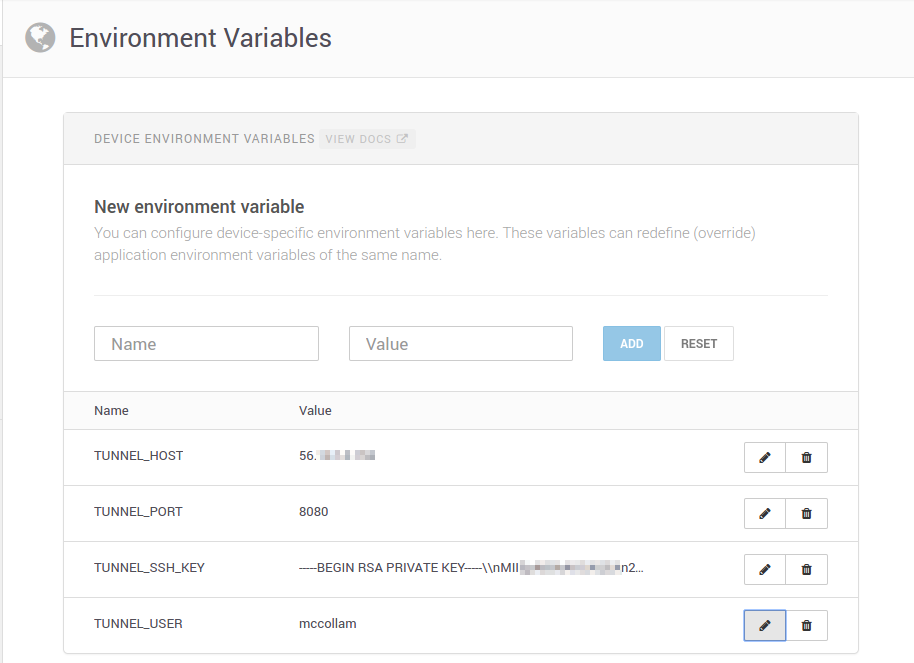 Environment Variables
DEVICE ENVIRONMENT VARIABLES VIEW DOCS
New environment variable
You can configure device-specific environment variables here. These variables can redefine (override)
application environment variables of the same name.
Name Value ADD RESET
Name Value
TUNNEL_HOST 56.
TUNNEL_PORT 8080
TUNNEL_SSH_KEY -----BEGIN RSA PRIVATE KEY-----\\nMII n2...
TUNNEL_USER mccollam